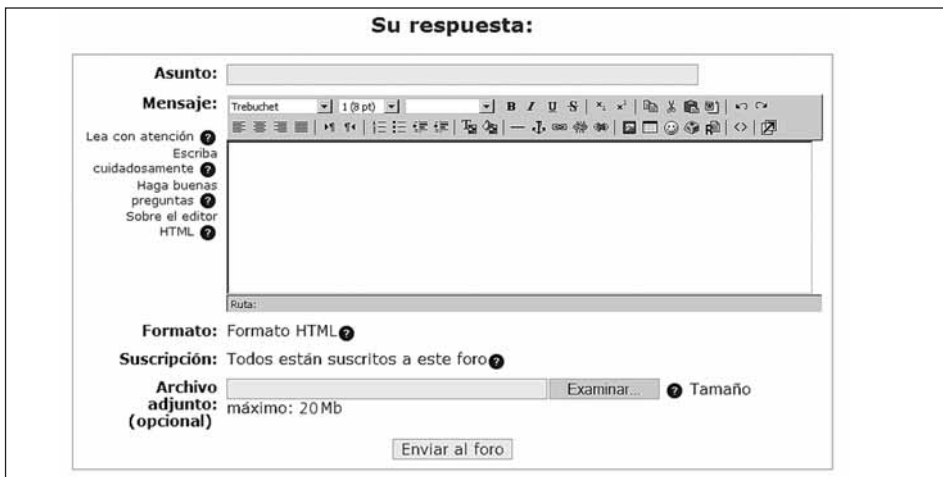 Su respuesta:
Asunto:
Mensaje:
Trebuchet 1 (8 pt) B I U S
Lea con atención ?
Escriba
cuidadosamente ?
Haga buenas
preguntas ?
Sobre el editor
HTML ?
Ruta:
Formato: Formato HTML ?
Suscripción: Todos están suscritos a este foro ?
Archivo
adjunto:
(opcional)
Examinar... ? Tamaño
máximo: 20 Mb
Enviar al foro